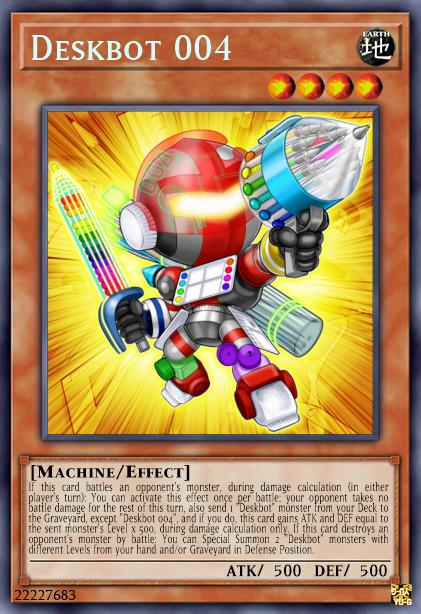 Deskbot 004
EARTH
地
[Machine/Effect]
If this card battles an opponent's monster, during damage calculation (in either
player's turn): You can activate this effect once per battle; your opponent takes no
battle damage for the rest of this turn, also send 1 "Deskbot" monster from your Deck to
the Graveyard, except "Deskbot 004", and if you do, this card gains ATK and DEF equal to
the sent monster's Level x 500, during damage calculation only. If this card destroys an
opponent's monster by battle: You can Special Summon 2 "Deskbot" monsters with
different Levels from your hand and/or Graveyard in Defense Position.
ATK/ 500 DEF/ 500
22227683